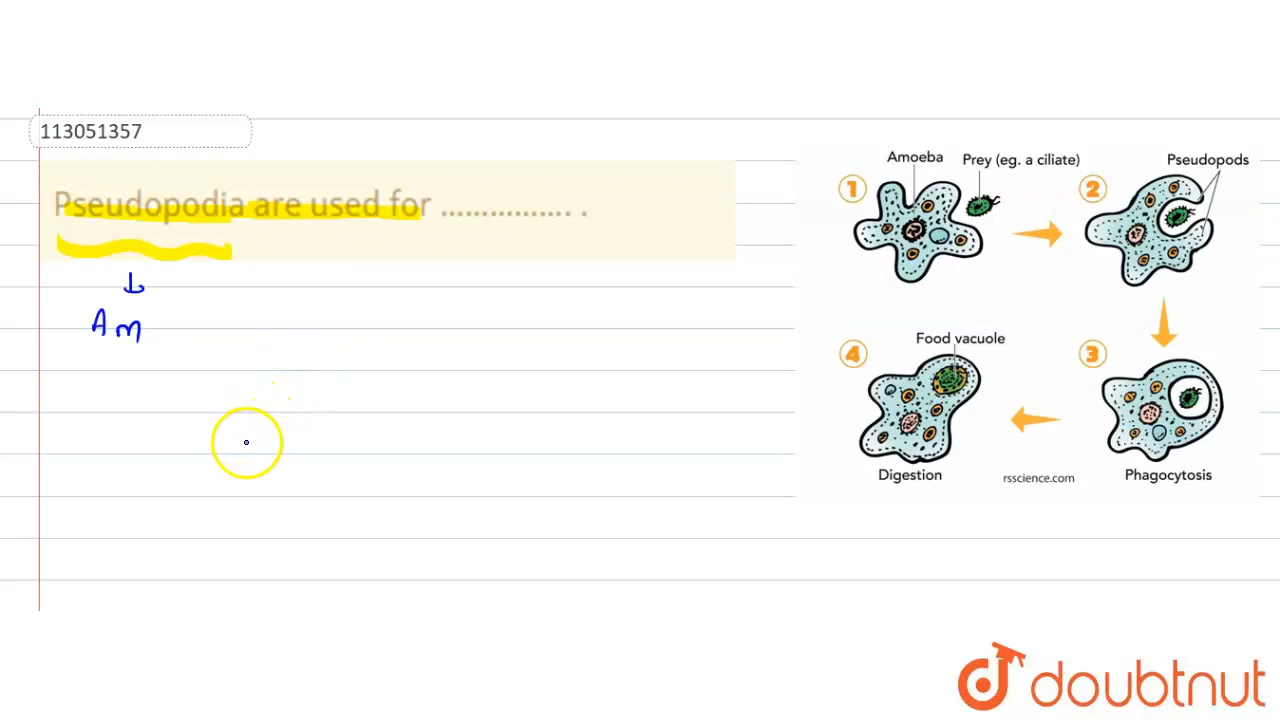 113051357
Pseudopodia are used for ................ .
Am
Amoeba
Prey (eg. a ciliate)
Pseudopods
1
2
Food vacuole
4
3
Digestion
rsscience.com
Phagocytosis
doubtnut